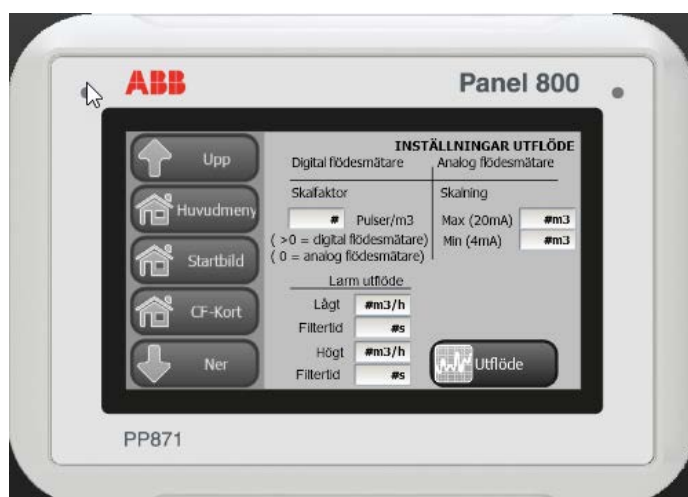 ABB
Panel 800
INSTÄLLNINGAR UTFLÖDE
Digital flödesmätare
Analog flödesmätare
Skalfaktor
# Pulser/m3
( >0 = digital flödesmätare)
( 0 = analog flödesmätare)
Skalning
Max (20mA) #m3
Min (4mA) #m3
Larm utflöde
Lågt #m3/h
Filtertid #s
Högt #m3/h
Filtertid #s
Utflöde
Upp
Huvudmeny
Startbild
CF-Kort
Ner
PP871